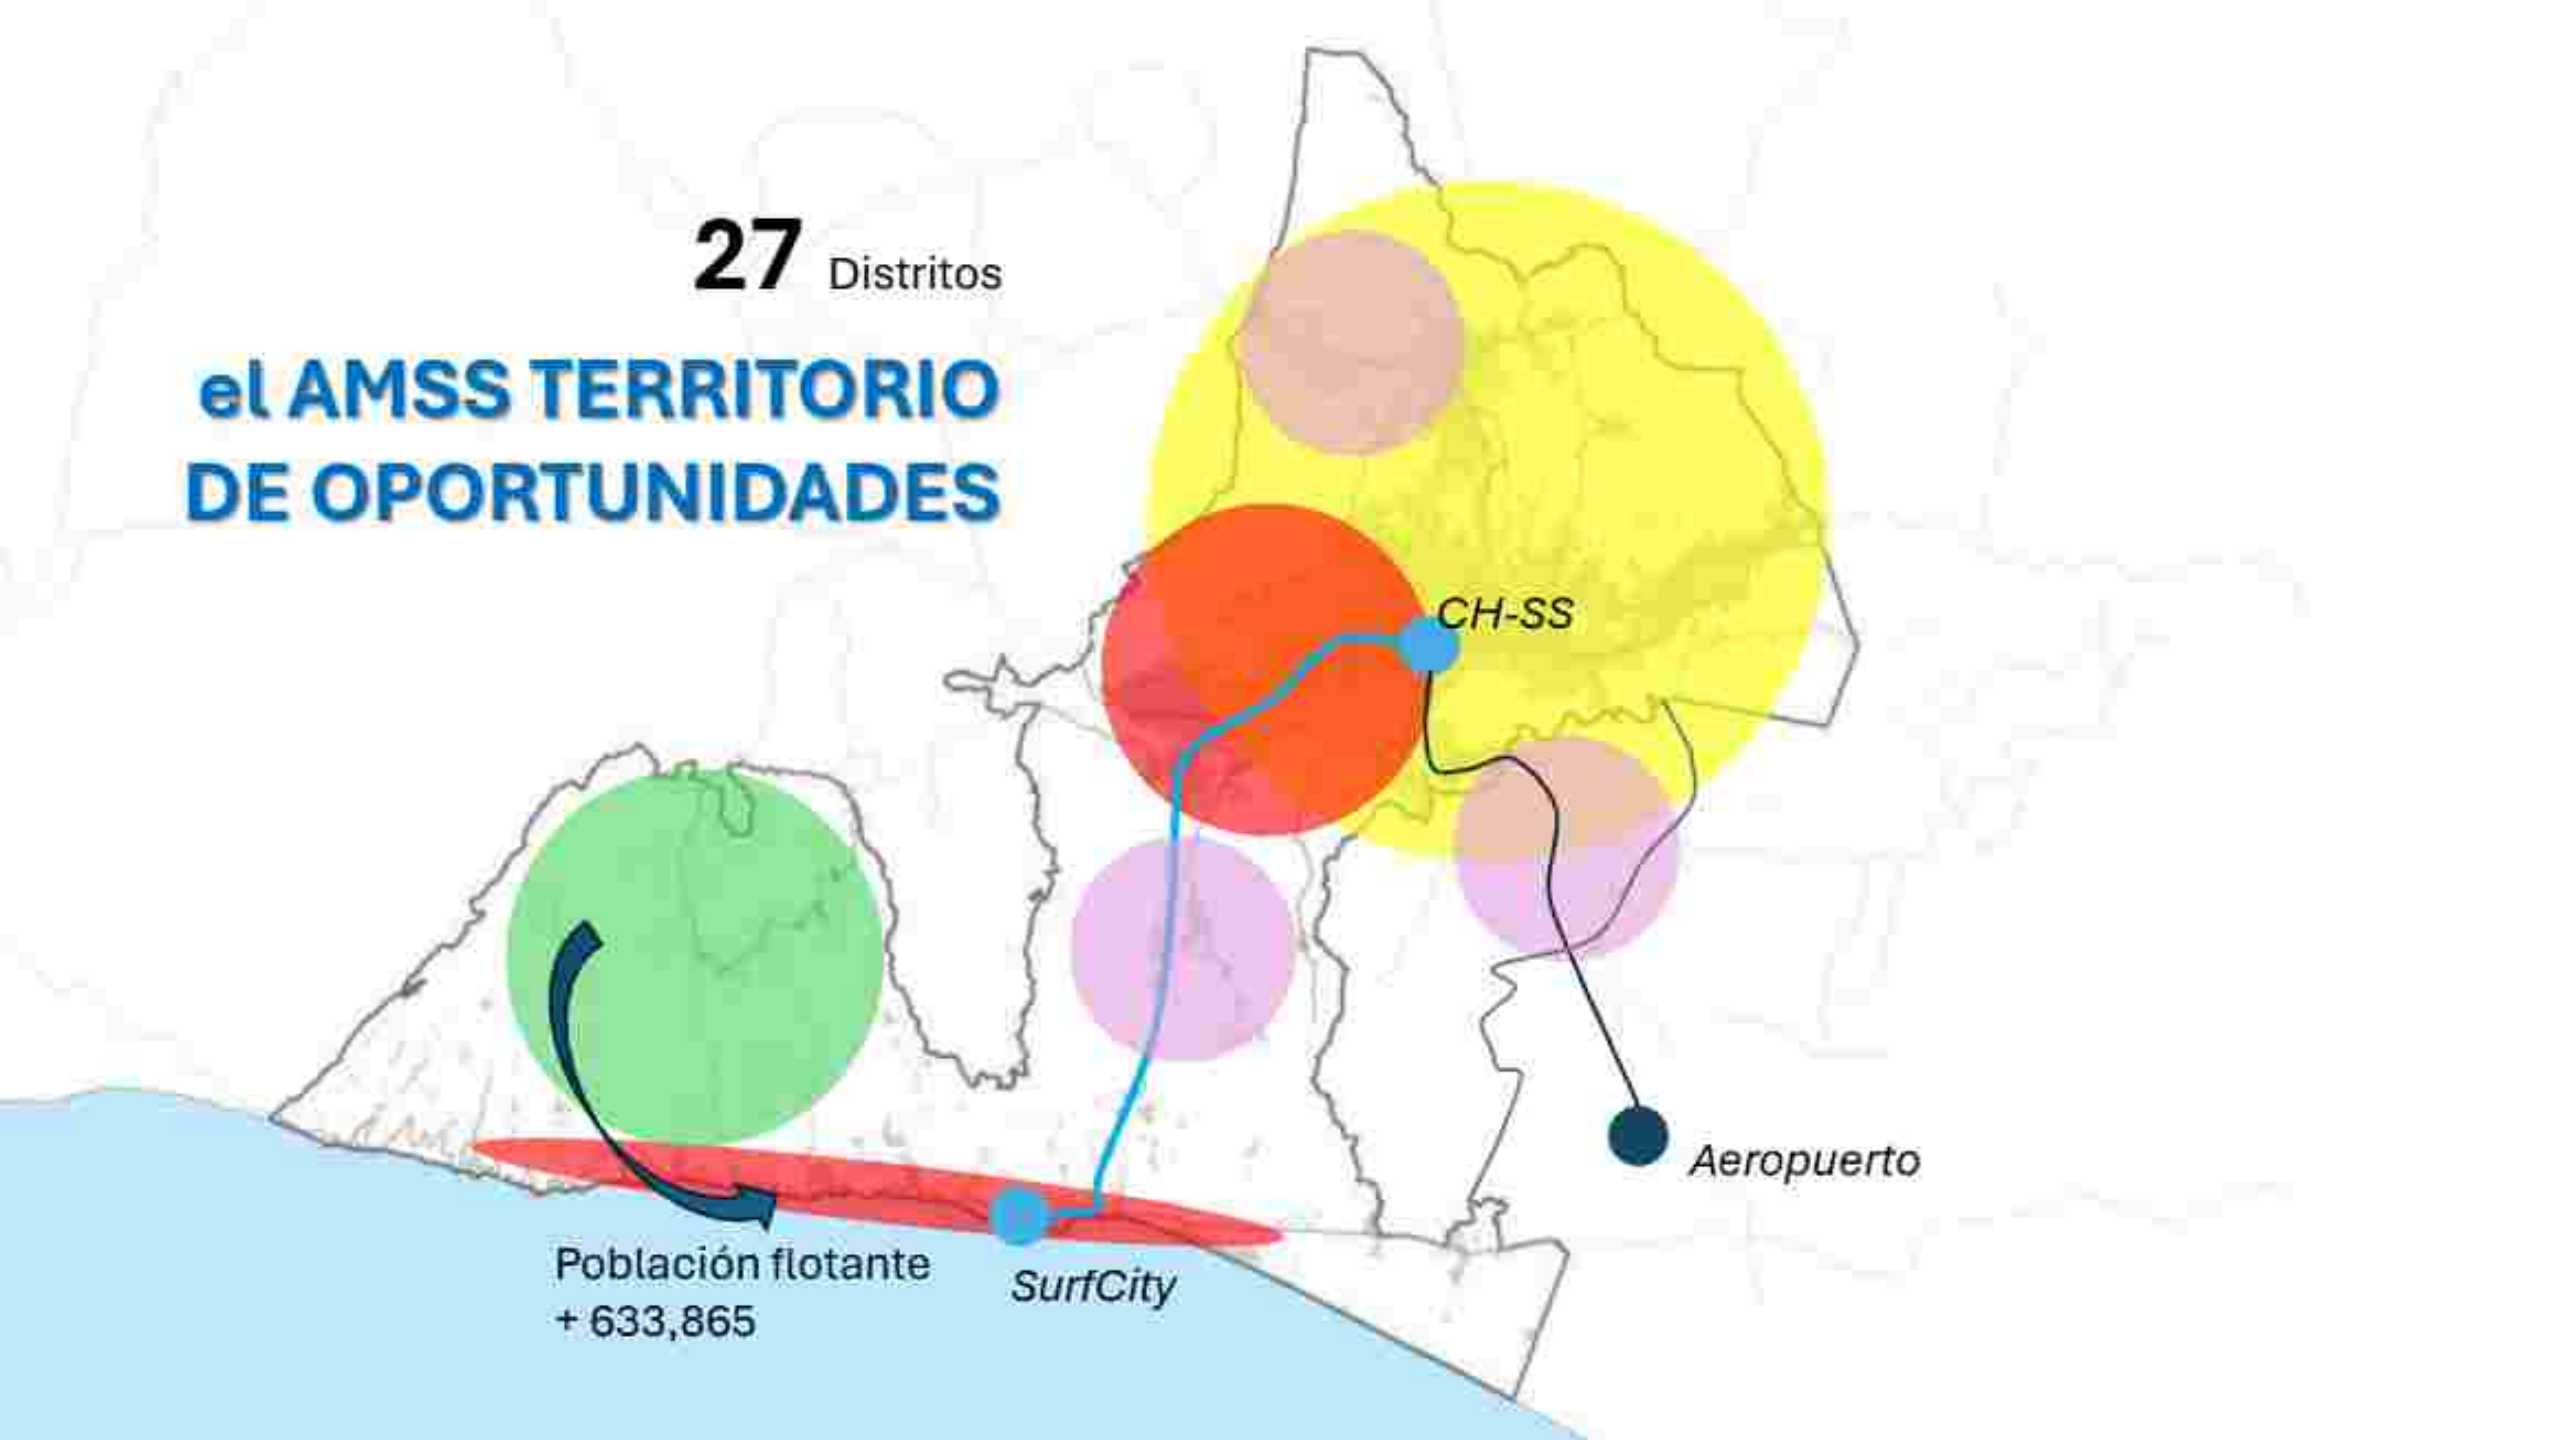 27 Distritos
el AMSS TERRITORIO
DE OPORTUNIDADES
CH-SS
Aeropuerto
Población flotante
+ 633,865
SurfCity